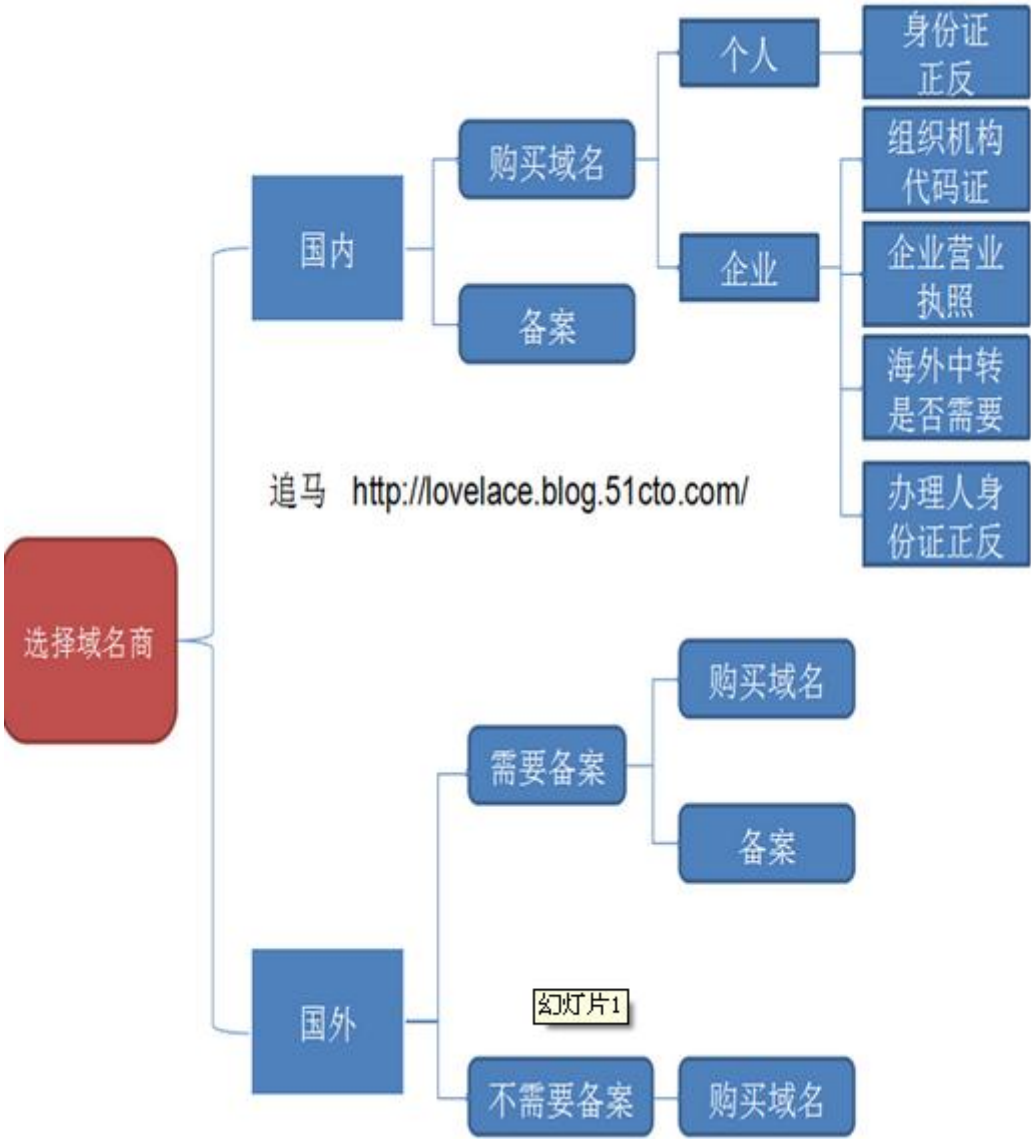 个人
身份证
正反
购买域名
组织机构
代码证
国内
企业
企业营业
执照
备案
海外中转
是否需要
追马 http://lovelace.blog.51cto.com/
办理人身
份证正反
选择域名商
购买域名
需要备案
备案
国外
幻灯片1
不需要备案
购买域名